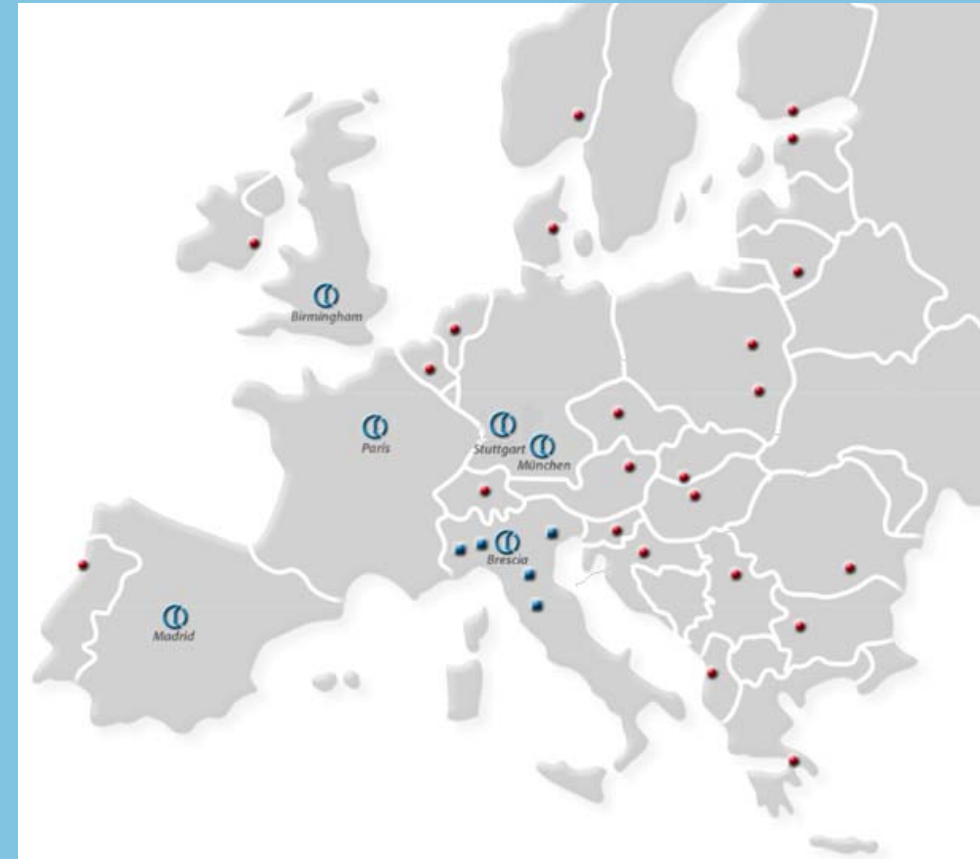 Birmingham
Paris
Stuttgart
München
Brescia
Madrid